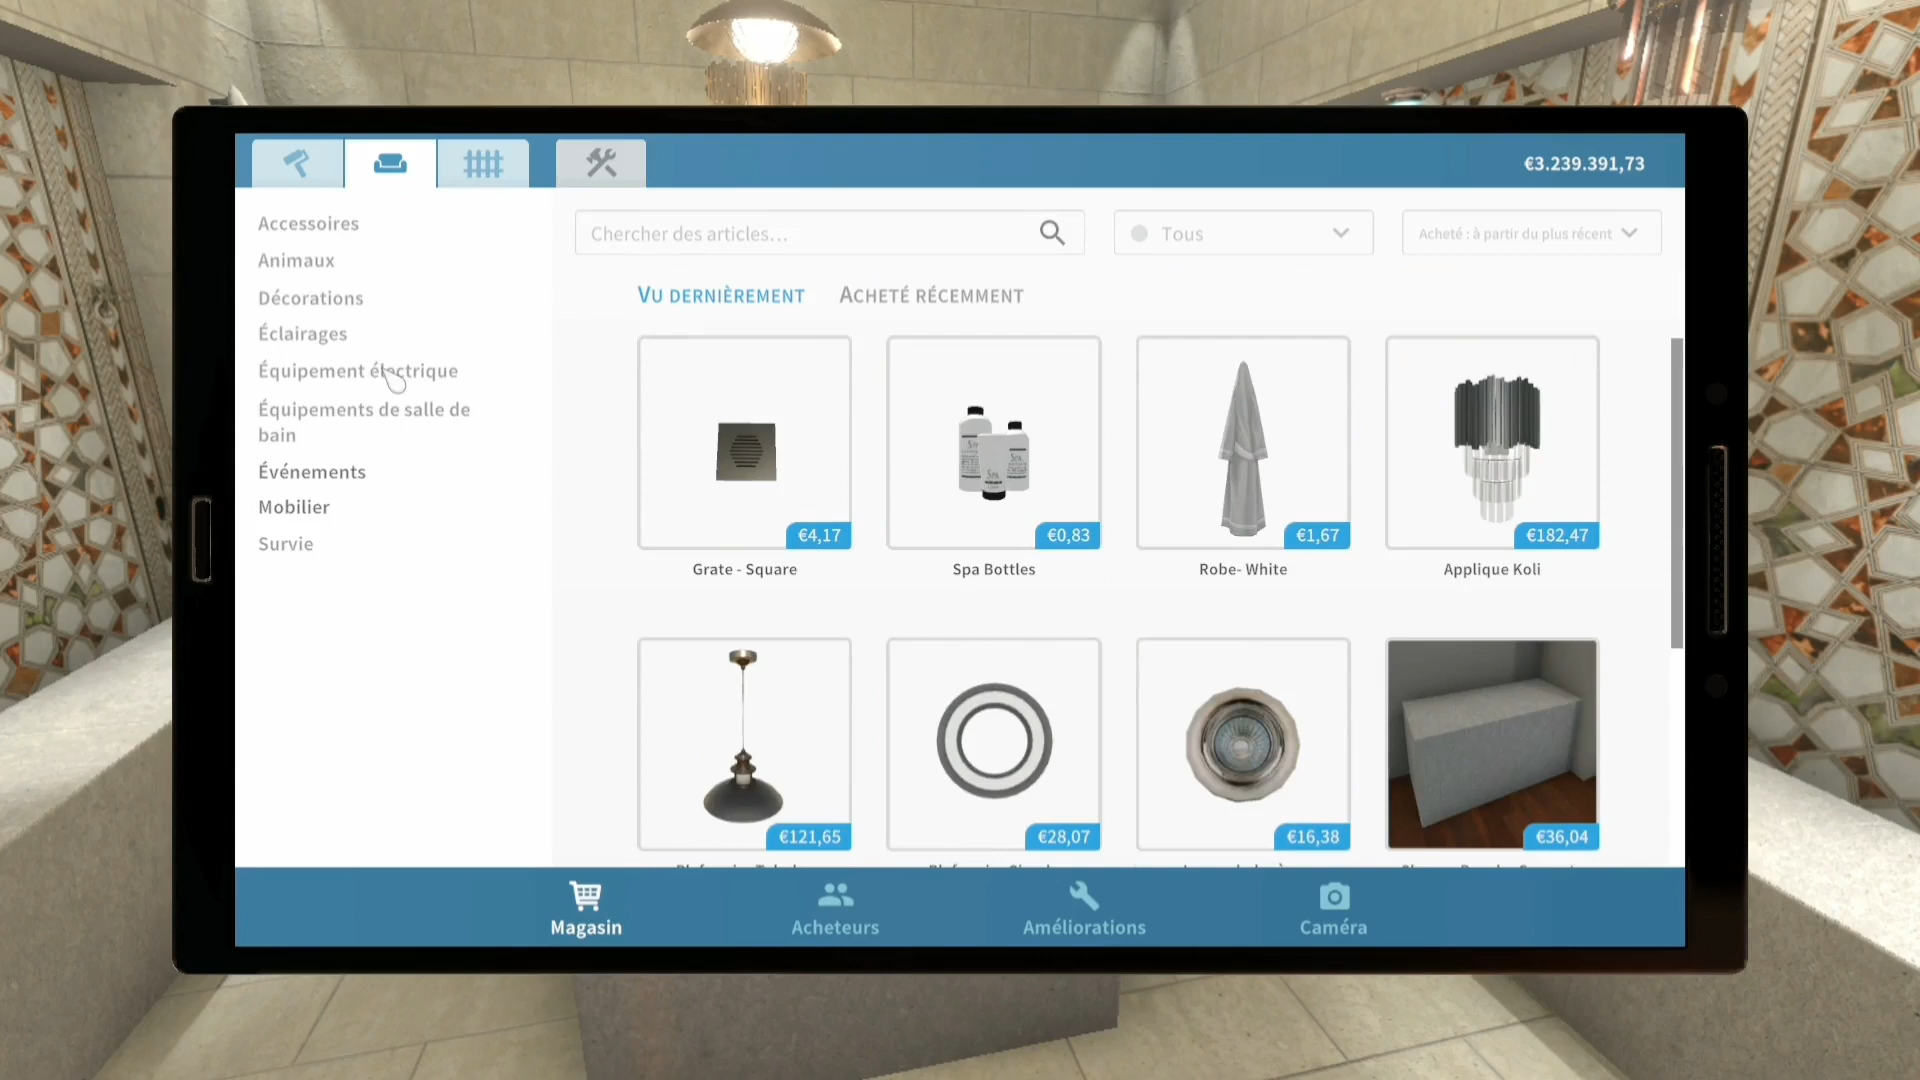 €3.239.391,73
Accessoires
Animaux
Décorations
Éclairages
Équipement électrique
Équipements de salle de
bain
Événements
Mobilier
Survie
Chercher des articles...
Tous
Acheté : à partir du plus récent
VU DERNIÈREMENT
ACHETÉ RÉCEMMENT
€4,17
€0,83
€1,67
€182,47
Grate - Square
Spa Bottles
Robe- White
Applique Koli
€121,65
€28,07
€16,38
€36,04
Magasin
Acheteurs
Améliorations
Caméra